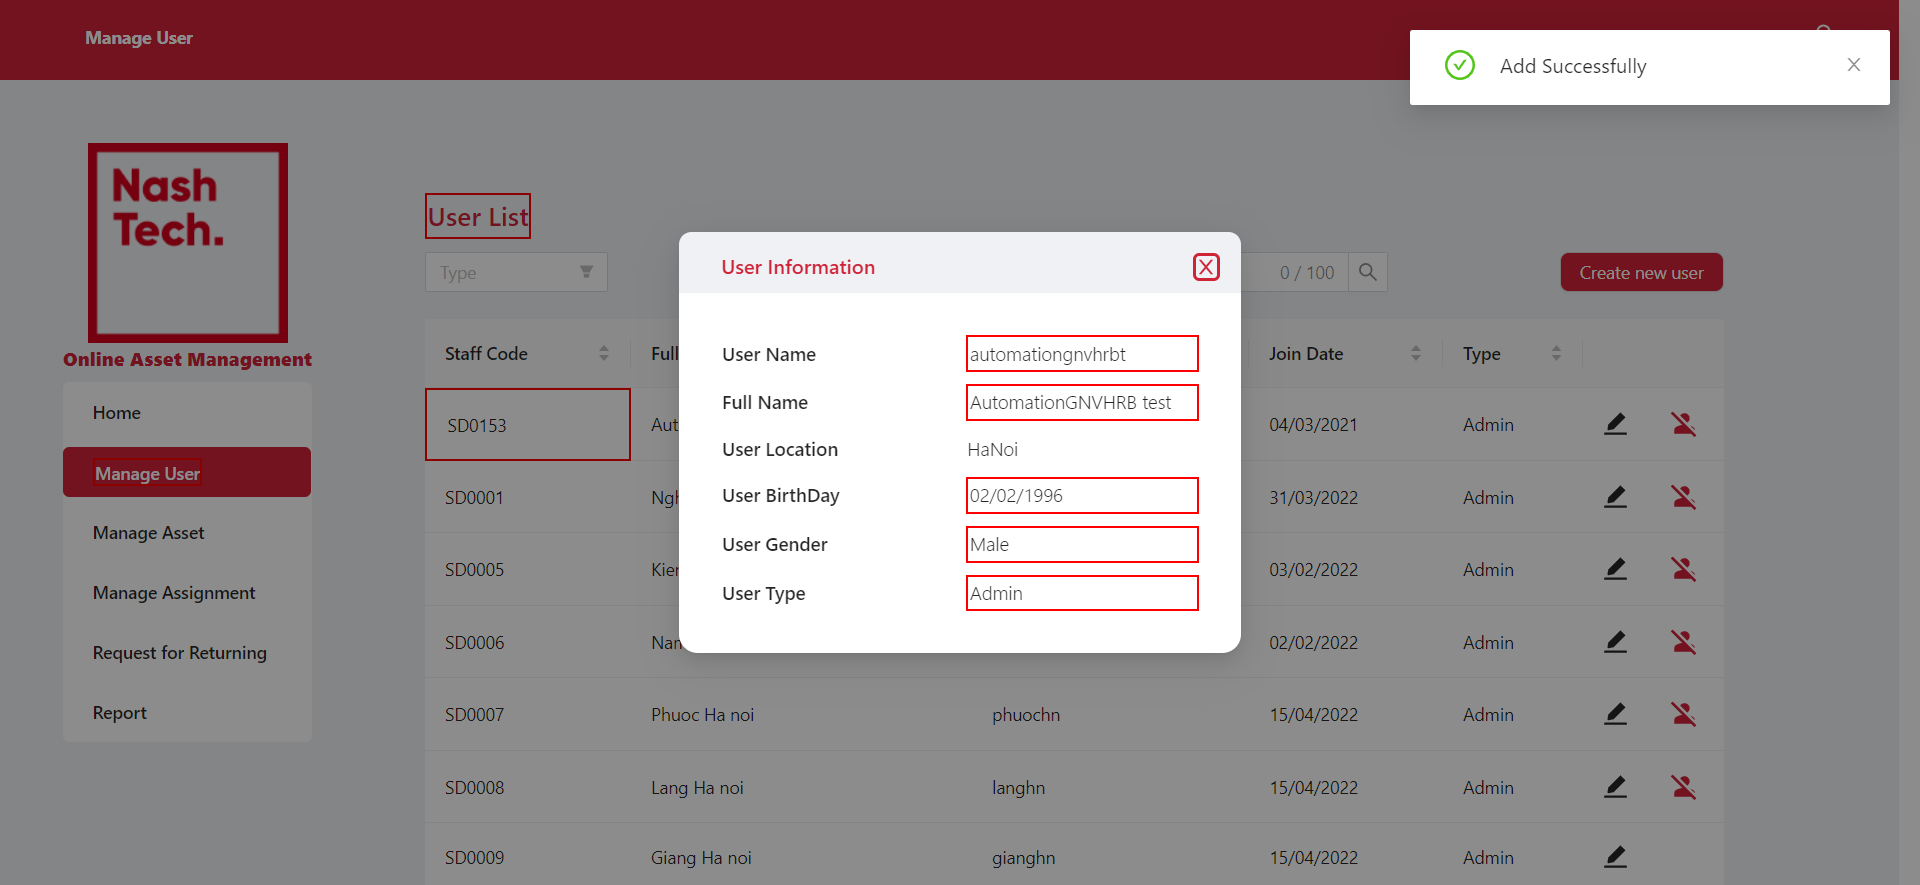 Manage User
Add Successfully
Nash
Tech.
Online Asset Management
Home
Manage User
Manage Asset
Manage Assignment
Request for Returning
Report
User List
Type
0 / 100
Create new user
Staff Code Full Join Date Type
SD0153 Aut 04/03/2021 Admin
SD0001 Ngh 31/03/2022 Admin
SD0005 Kien 03/02/2022 Admin
SD0006 Nam 02/02/2022 Admin
SD0007 Phuoc Ha noi phuochn 15/04/2022 Admin
SD0008 Lang Ha noi langhn 15/04/2022 Admin
SD0009 Giang Ha noi gianghn 15/04/2022 Admin
User Information
User Name automationgnvhrbt
Full Name AutomationGNVHRB test
User Location HaNoi
User BirthDay 02/02/1996
User Gender Male
User Type Admin